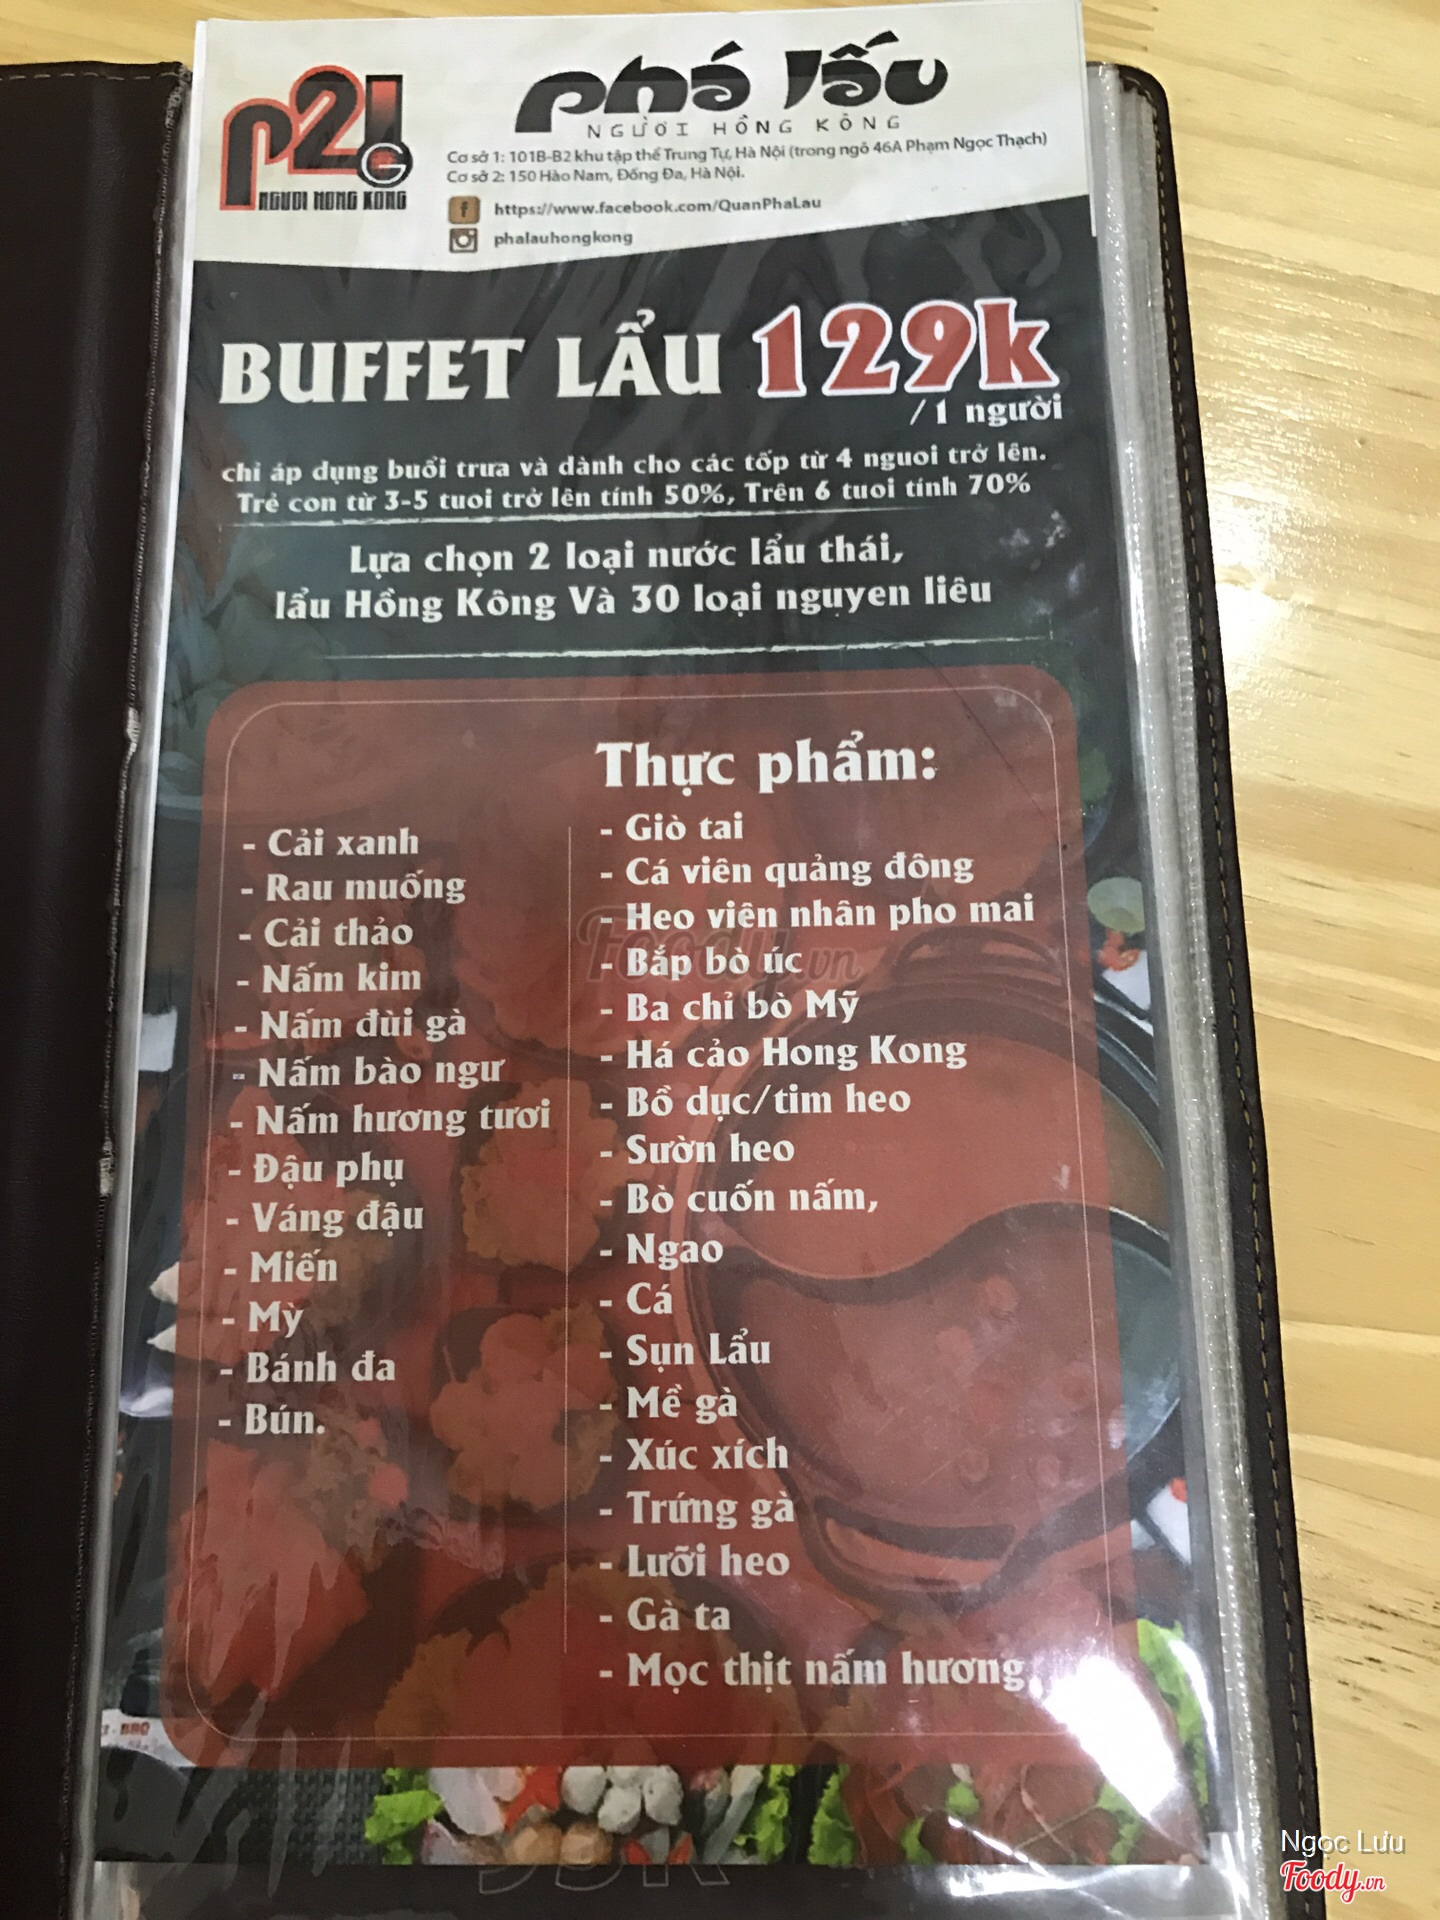 P2L
G
NGUOI HONG KONG
Phá lấu
NGƯỜI HỒNG KÔNG
Cơ sở 1: 101B-B2 khu tập thể Trung Tự, Hà Nội (trong ngõ 46A Phạm Ngọc Thạch)
Cơ sở 2: 150 Hào Nam, Đống Đa, Hà Nội.
https://www.facebook.com/QuanPhaLau
phalauhongkong
BUFFET LẨU 129k
/1 người
chỉ áp dụng buổi trưa và dành cho các tốp từ 4 nguoi trở lên.
Trẻ con từ 3-5 tuoi trở lên tính 50%, Trên 6 tuoi tính 70%
Lựa chọn 2 loại nước lẩu thái,
lẩu Hồng Kông Và 30 loại nguyen liêu
Thực phẩm:
- Cải xanh
- Rau muống
- Cải thảo
- Nấm kim
- Nấm đùi gà
- Nấm bào ngư
- Nấm hương tươi
- Đậu phụ
- Váng đậu
- Miến
- Mỳ
- Bánh đa
- Bún.
- Giò tai
- Cá viên quảng đông
- Heo viên nhân pho mai
- Bắp bò úc
- Ba chỉ bò Mỹ
- Há cảo Hong Kong
- Bồ dục/tim heo
- Sườn heo
- Bò cuốn nấm,
- Ngao
- Cá
- Sụn Lẩu
- Mề gà
- Xúc xích
- Trứng gà
- Lưỡi heo
- Gà ta
- Mọc thịt nấm hương
Foody.vn
- BBQ
Ngọc Lưu
Foody.vn